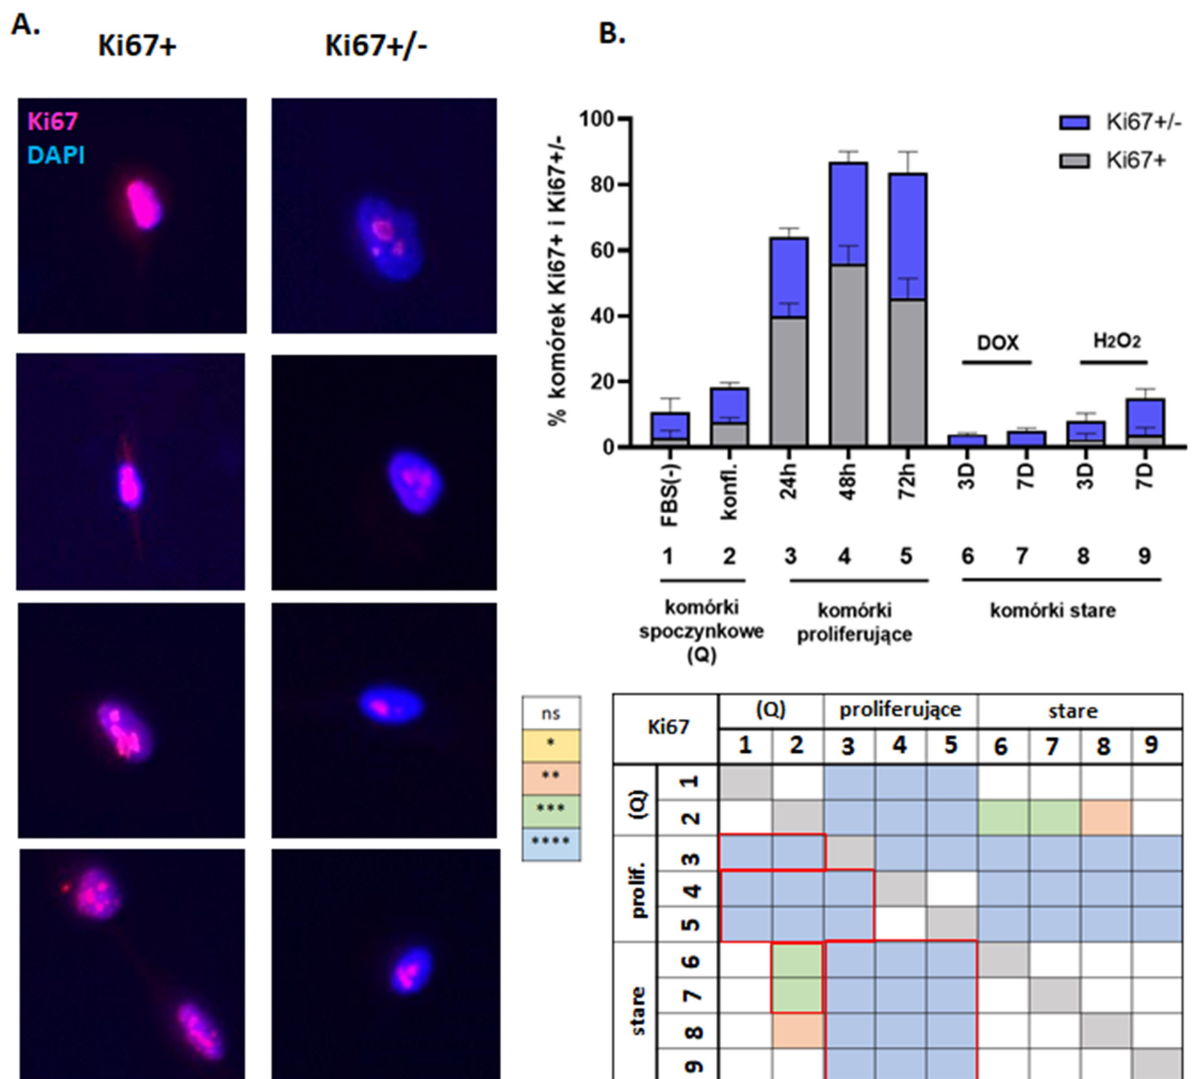 A.
Ki67+
Ki67+/-
Ki67
DAPI
B.
% komórek Ki67+ i Ki67+/-
100
80
60
40
20
0
Ki67+/-
Ki67+
DOX
H2O2
FBS(-)
konfl.
24h
48h
72h
3D
7D
3D
7D
1 2 3 4 5 6 7 8 9
komórki
spoczynkowe
(Q)
komórki
proliferujące
komórki stare
ns
*
**
***
****
Ki67
(Q) proliferujące stare
1 2 3 4 5 6 7 8 9
(Q)
1
2
prolif.
3
4
5
stare
6
7
8
9